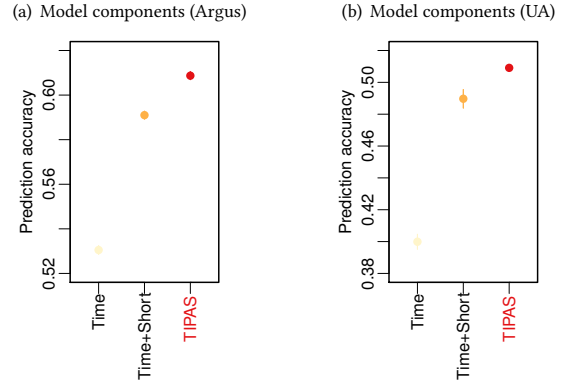 (a) Model components (Argus)
Prediction accuracy
0.60
0.56
0.52
Time
Time+Short
TIPAS
(b) Model components (UA)
Prediction accuracy
0.50
0.46
0.42
0.38
Time
Time+Short
TIPAS